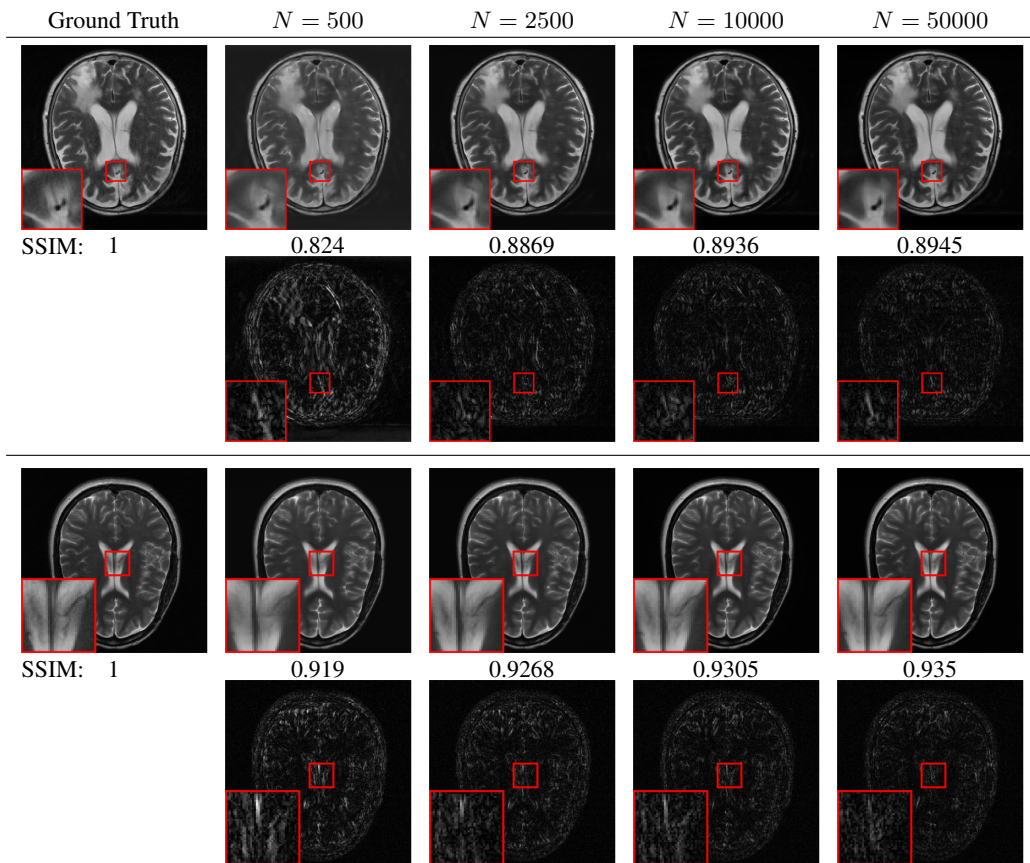 Ground Truth N = 500 N = 2500 N = 10000 N = 50000
SSIM: 1 0.824 0.8869 0.8936 0.8945
SSIM: 1 0.919 0.9268 0.9305 0.935